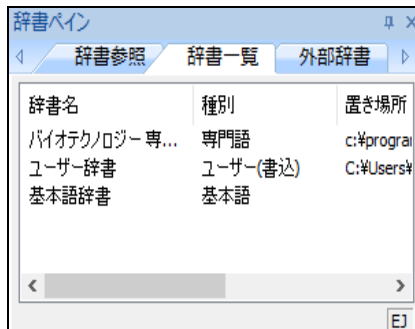 辞書ペイン
辞書参照 辞書一覧 外部辞書
辞書名 種別 置き場所
バイオテクノロジー専... 専門語 c:¥program
ユーザー辞書 ユーザー(書込) C:¥Users¥
基本語辞書 基本語
EJ